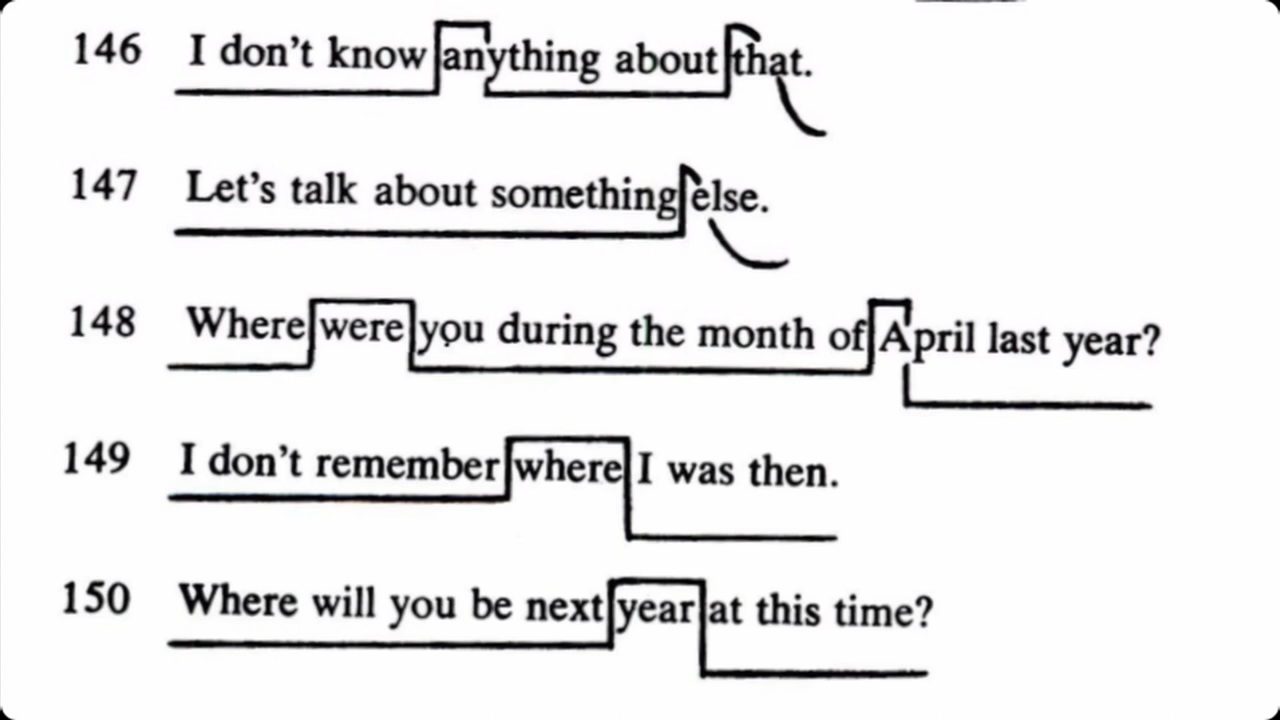 146 I don't know anything about that.
147 Let's talk about something else.
148 Where were you during the month of April last year?
149 I don't remember where I was then.
150 Where will you be next year at this time?